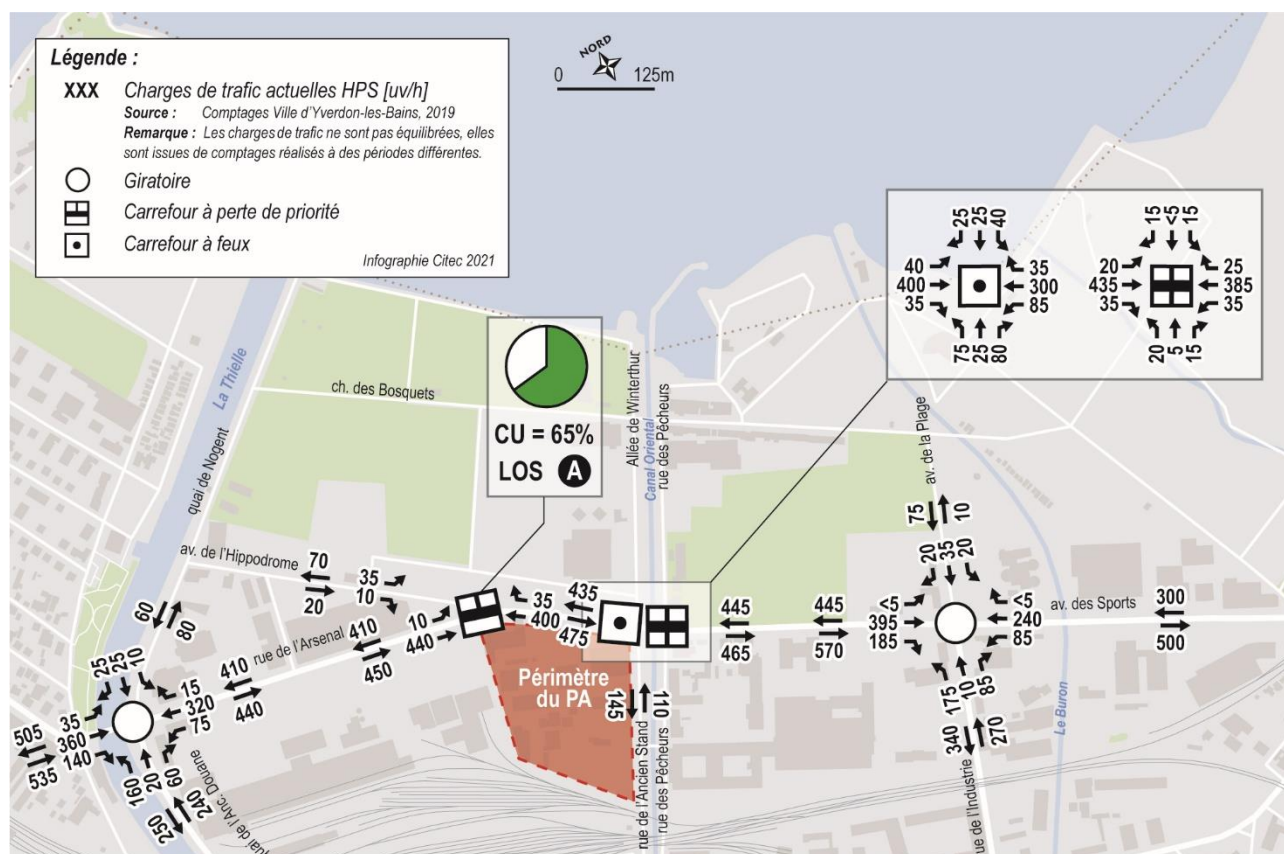 Légende :
XXX Charges de trafic actuelles HPS [uv/h]
Source : Comptages Ville d'Yverdon-les-Bains, 2019
Remarque : Les charges de trafic ne sont pas équilibrées, elles
sont issues de comptages réalisés à des périodes différentes.
Giratoire
Carrefour à perte de priorité
Carrefour à feux
Infographie Citec 2021
NORD
0 125m
25 25 40
40 400 35
35 300 85
75 25 80
15 <5 15
20 435 35
25 385 35
20 5 15
CU = 65%
LOS A
La Thielle
quai de Nogent
ch. des Bosquets
Allée de Winterthur
Canal Oriental
rue des Pêcheurs
av. de la Plage
av. de l'Hippodrome
70
20
35
10
rue de l'Arsenal
410
450
10
440
35
400
435
475
445
465
445
570
75 10
20 35 20
<5
395
185
<5
240
85
av. des Sports
300
500
175 10 85
340 270
rue de l'Industrie
Le Buron
Périmètre
du PA
145 110
rue de l'Ancien Stand
rue des Pêcheurs
60 80
410
440
25 25 10
15
320
75
35
360
140
505
535
160 20 60
250 240
quai de l'Anc. Douane